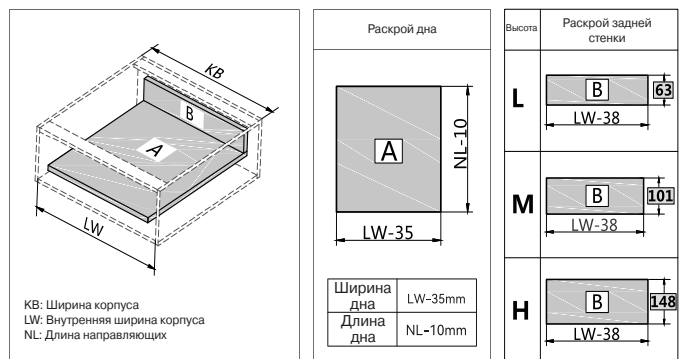 KB
B
A
LW
KB: Ширина корпуса
LW: Внутренняя ширина корпуса
NL: Длина направляющих
Раскрой дна
A
NL-10
LW-35
Ширина дна
LW-35mm
Длина дна
NL-10mm
Высота
Раскрой задней
стенки
L
B
63
LW-38
M
B
101
LW-38
H
B
148
LW-38